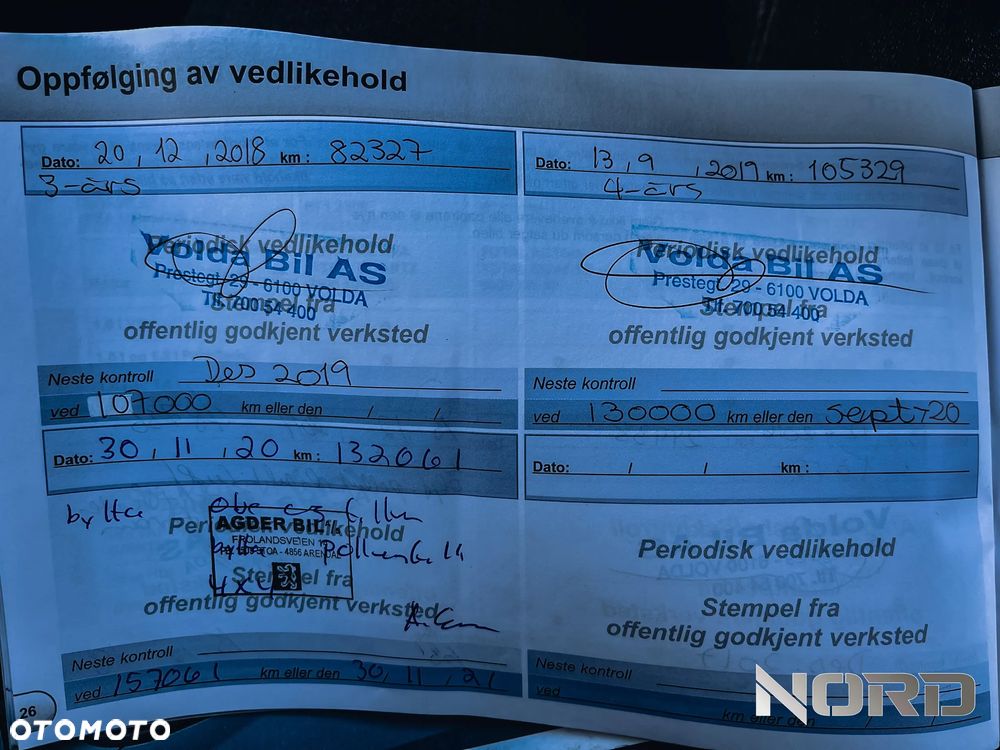 Oppfølging av vedlikehold
Dato: 20 , 12 , 2018 km : 82327
3-års
Periodisk vedlikehold
Volda Bil AS
Prestegt 29 - 6100 VOLDA
Tlf. 700 54 400
Stempel fra
offentlig godkjent verksted
Neste kontroll Des 2019
ved 107000 km eller den / /
Dato: 13 , 9 , 2019 km : 105329
4-års
Periodisk vedlikehold
Volda Bil AS
Prestegt 29 - 6100 VOLDA
Tlf. 700 54 400
Stempel fra
offentlig godkjent verksted
Neste kontroll
ved 130000 km eller den Sept-20
Dato: 30 , 11 , 20 km : 132061
bytta
Periodisk vedlikehold
AGDER BIL
FROLANDSVEIEN
4856 ARENDAL
4x4
Stempel fra
offentlig godkjent verksted
Neste kontroll
ved 157061 km eller den 30, 11, 21
Dato: / / km :
Periodisk vedlikehold
Stempel fra
offentlig godkjent verksted
Neste kontroll
ved km eller den / /
26
OTOMOTO
NORD